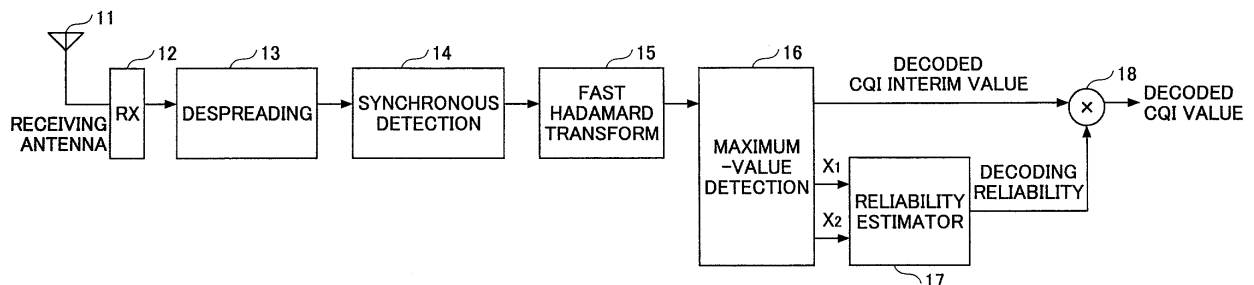 11
12
13
14
15
16
18
17
RECEIVING
ANTENNA
RX
DESPREADING
SYNCHRONOUS
DETECTION
FAST
HADAMARD
TRANSFORM
MAXIMUM
-VALUE
DETECTION
DECODED
CQI INTERIM VALUE
×
DECODED
CQI VALUE
X1
X2
RELIABILITY
ESTIMATOR
DECODING
RELIABILITY